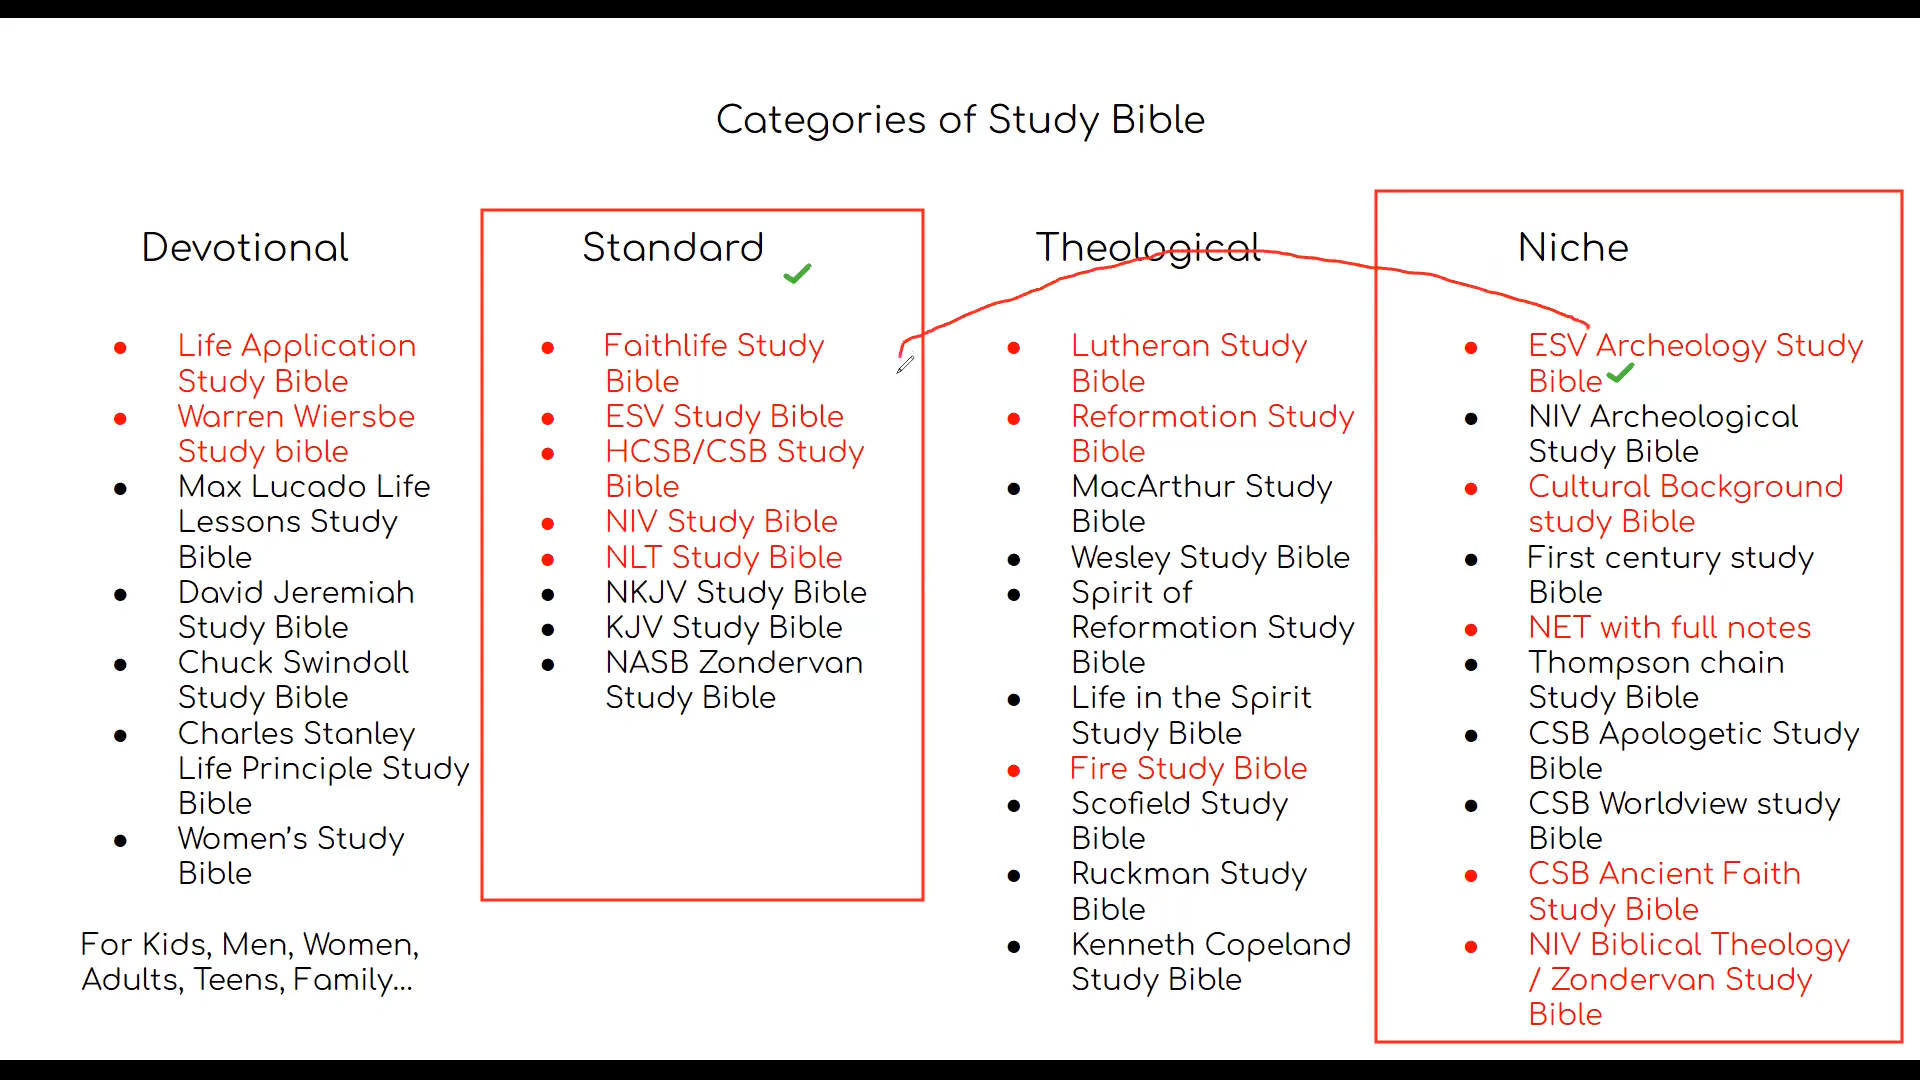 Categories of Study Bible
Devotional
Life Application
Study Bible
Warren Wiersbe
Study bible
Max Lucado Life
Lessons Study
Bible
David Jeremiah
Study Bible
Chuck Swindoll
Study Bible
Charles Stanley
Life Principle Study
Bible
Women's Study
Bible
For Kids, Men, Women,
Adults, Teens, Family...
Standard
Faithlife Study
Bible
ESV Study Bible
HCSB/CSB Study
Bible
NIV Study Bible
NLT Study Bible
NKJV Study Bible
KJV Study Bible
NASB Zondervan
Study Bible
Theological
Lutheran Study
Bible
Reformation Study
Bible
MacArthur Study
Bible
Wesley Study Bible
Spirit of
Reformation Study
Bible
Life in the Spirit
Study Bible
Fire Study Bible
Scofield Study
Bible
Ruckman Study
Bible
Kenneth Copeland
Study Bible
Niche
ESV Archeology Study
Bible
NIV Archeological
Study Bible
Cultural Background
study Bible
First century study
Bible
NET with full notes
Thompson chain
Study Bible
CSB Apologetic Study
Bible
CSB Worldview study
Bible
CSB Ancient Faith
Study Bible
NIV Biblical Theology
/ Zondervan Study
Bible